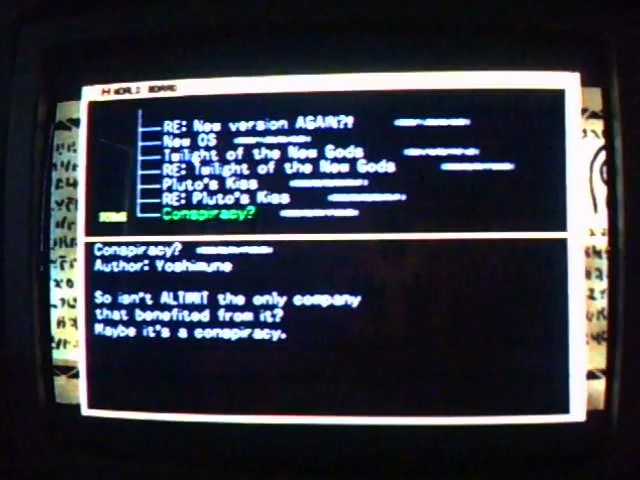 RE: New version AGAIN?!
New OS
Twilight of the New Gods
RE: Twilight of the New Gods
Pluto's Kiss
RE: Pluto's Kiss
Conspiracy?
Conspiracy?
Author: Yoshimune
So isn't ALTIMIT the only company
that benefited from it?
Maybe it's a conspiracy.